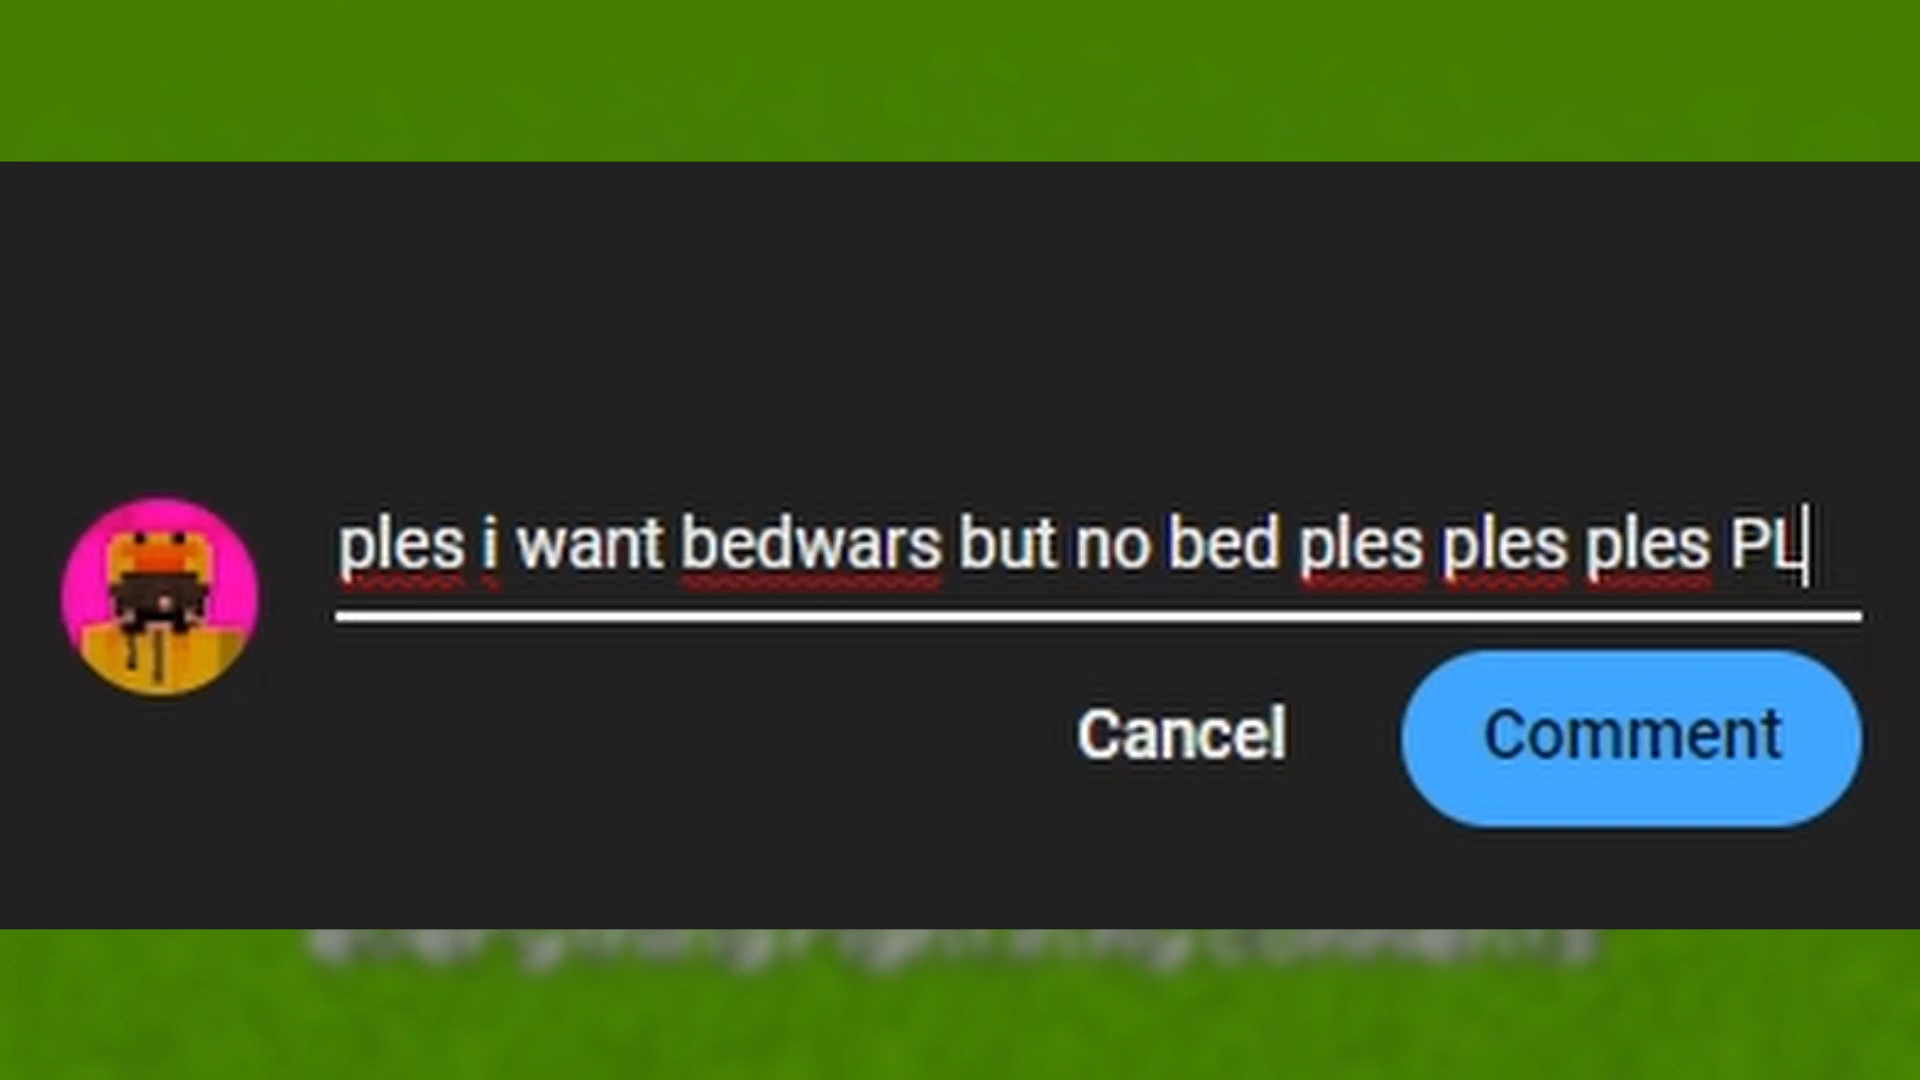 ples i want bedwars but no bed ples ples ples PL
Cancel
Comment